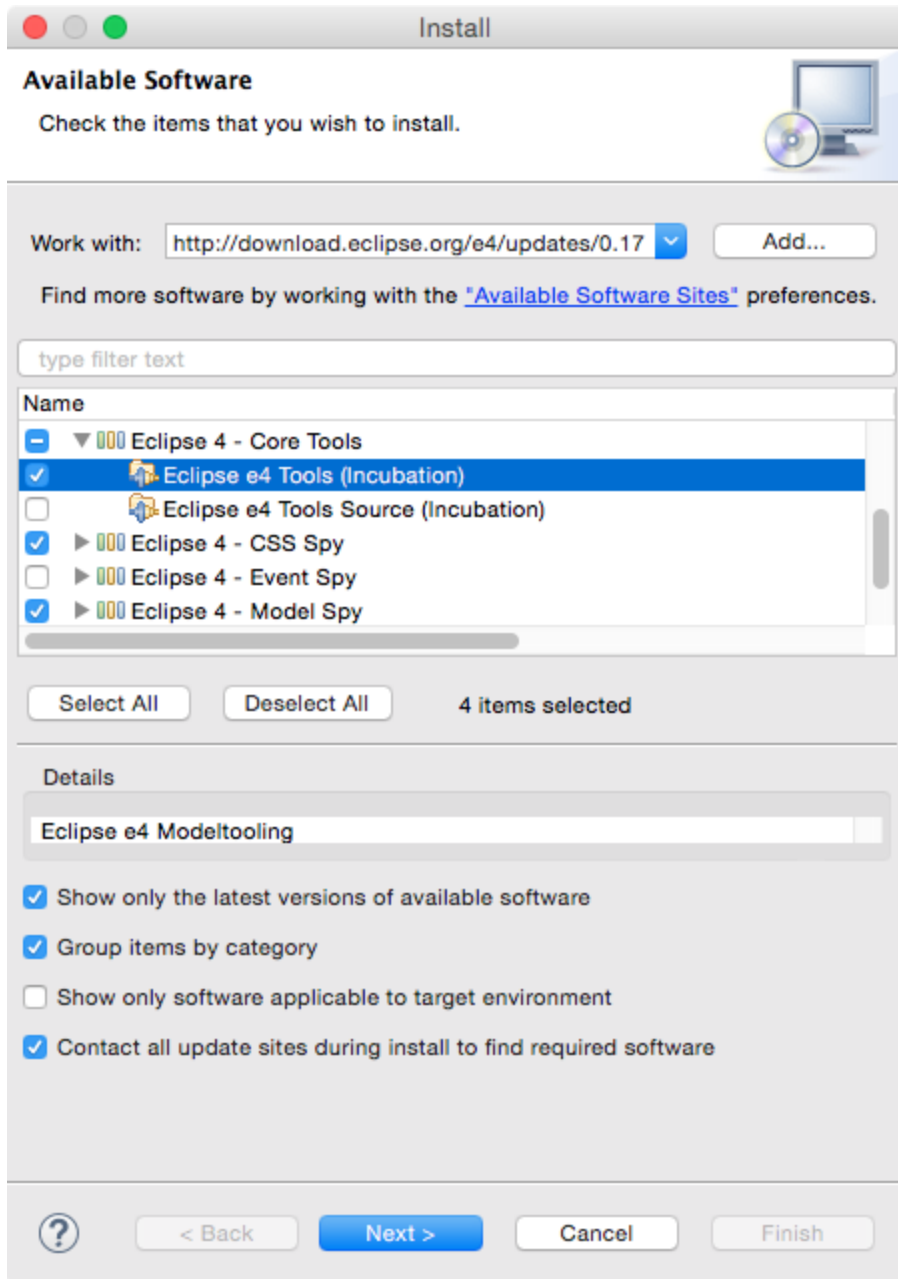 Install
Available Software
Check the items that you wish to install.
Work with: http://download.eclipse.org/e4/updates/0.17 Add...
Find more software by working with the "Available Software Sites" preferences.
type filter text
Name
Eclipse 4 - Core Tools
Eclipse e4 Tools (Incubation)
Eclipse e4 Tools Source (Incubation)
Eclipse 4 - CSS Spy
Eclipse 4 - Event Spy
Eclipse 4 - Model Spy
Select All Deselect All 4 items selected
Details
Eclipse e4 Modeltooling
Show only the latest versions of available software
Group items by category
Show only software applicable to target environment
Contact all update sites during install to find required software
? < Back Next > Cancel Finish